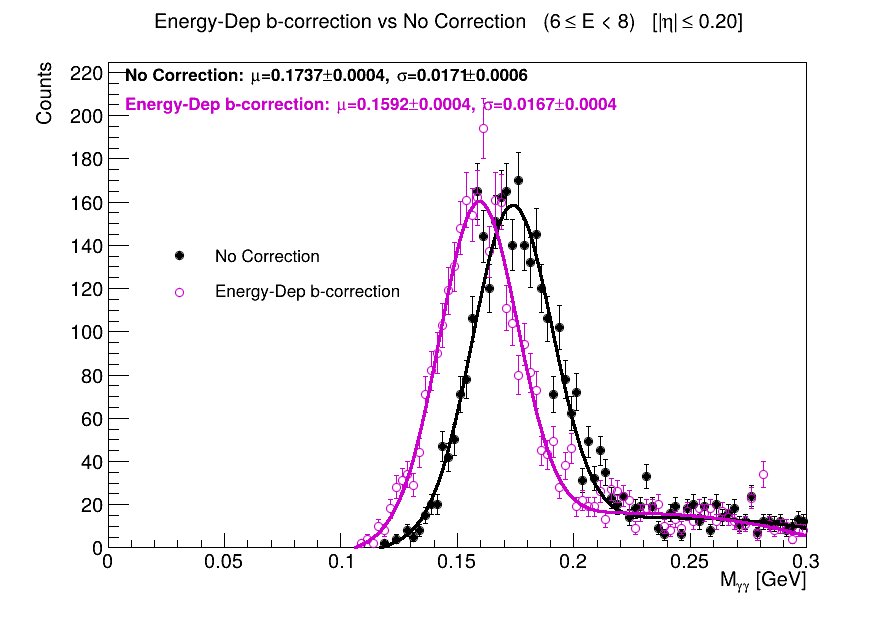 Energy-Dep b-correction vs No Correction (6 ≤ E < 8) [|η| ≤ 0.20]
Counts
No Correction: μ=0.1737±0.0004, σ=0.0171±0.0006
Energy-Dep b-correction: μ=0.1592±0.0004, σ=0.0167±0.0004
No Correction
Energy-Dep b-correction
220
200
180
160
140
120
100
80
60
40
20
0
0 0.05 0.1 0.15 0.2 0.25 0.3
Mγγ [GeV]